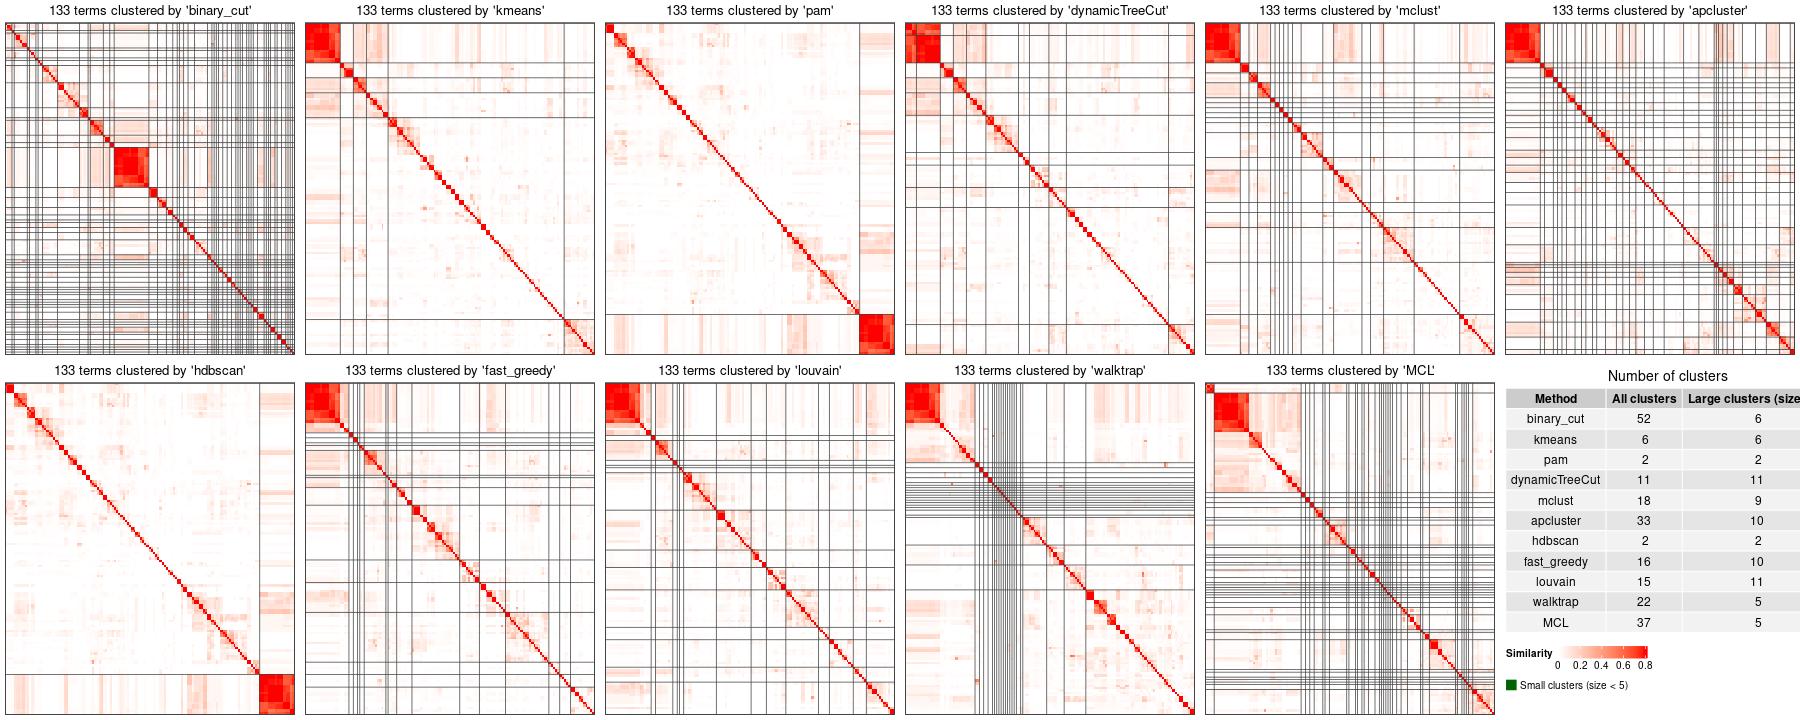 133 terms clustered by 'binary_cut'
133 terms clustered by 'kmeans'
133 terms clustered by 'pam'
133 terms clustered by 'dynamicTreeCut'
133 terms clustered by 'mclust'
133 terms clustered by 'apcluster'
133 terms clustered by 'hdbscan'
133 terms clustered by 'fast_greedy'
133 terms clustered by 'louvain'
133 terms clustered by 'walktrap'
133 terms clustered by 'MCL'
Number of clusters
Method All clusters Large clusters (size
binary_cut 52 6
kmeans 6 6
pam 2 2
dynamicTreeCut 11 11
mclust 18 9
apcluster 33 10
hdbscan 2 2
fast_greedy 16 10
louvain 15 11
walktrap 22 5
MCL 37 5
Similarity
0 0.2 0.4 0.6 0.8
Small clusters (size < 5)